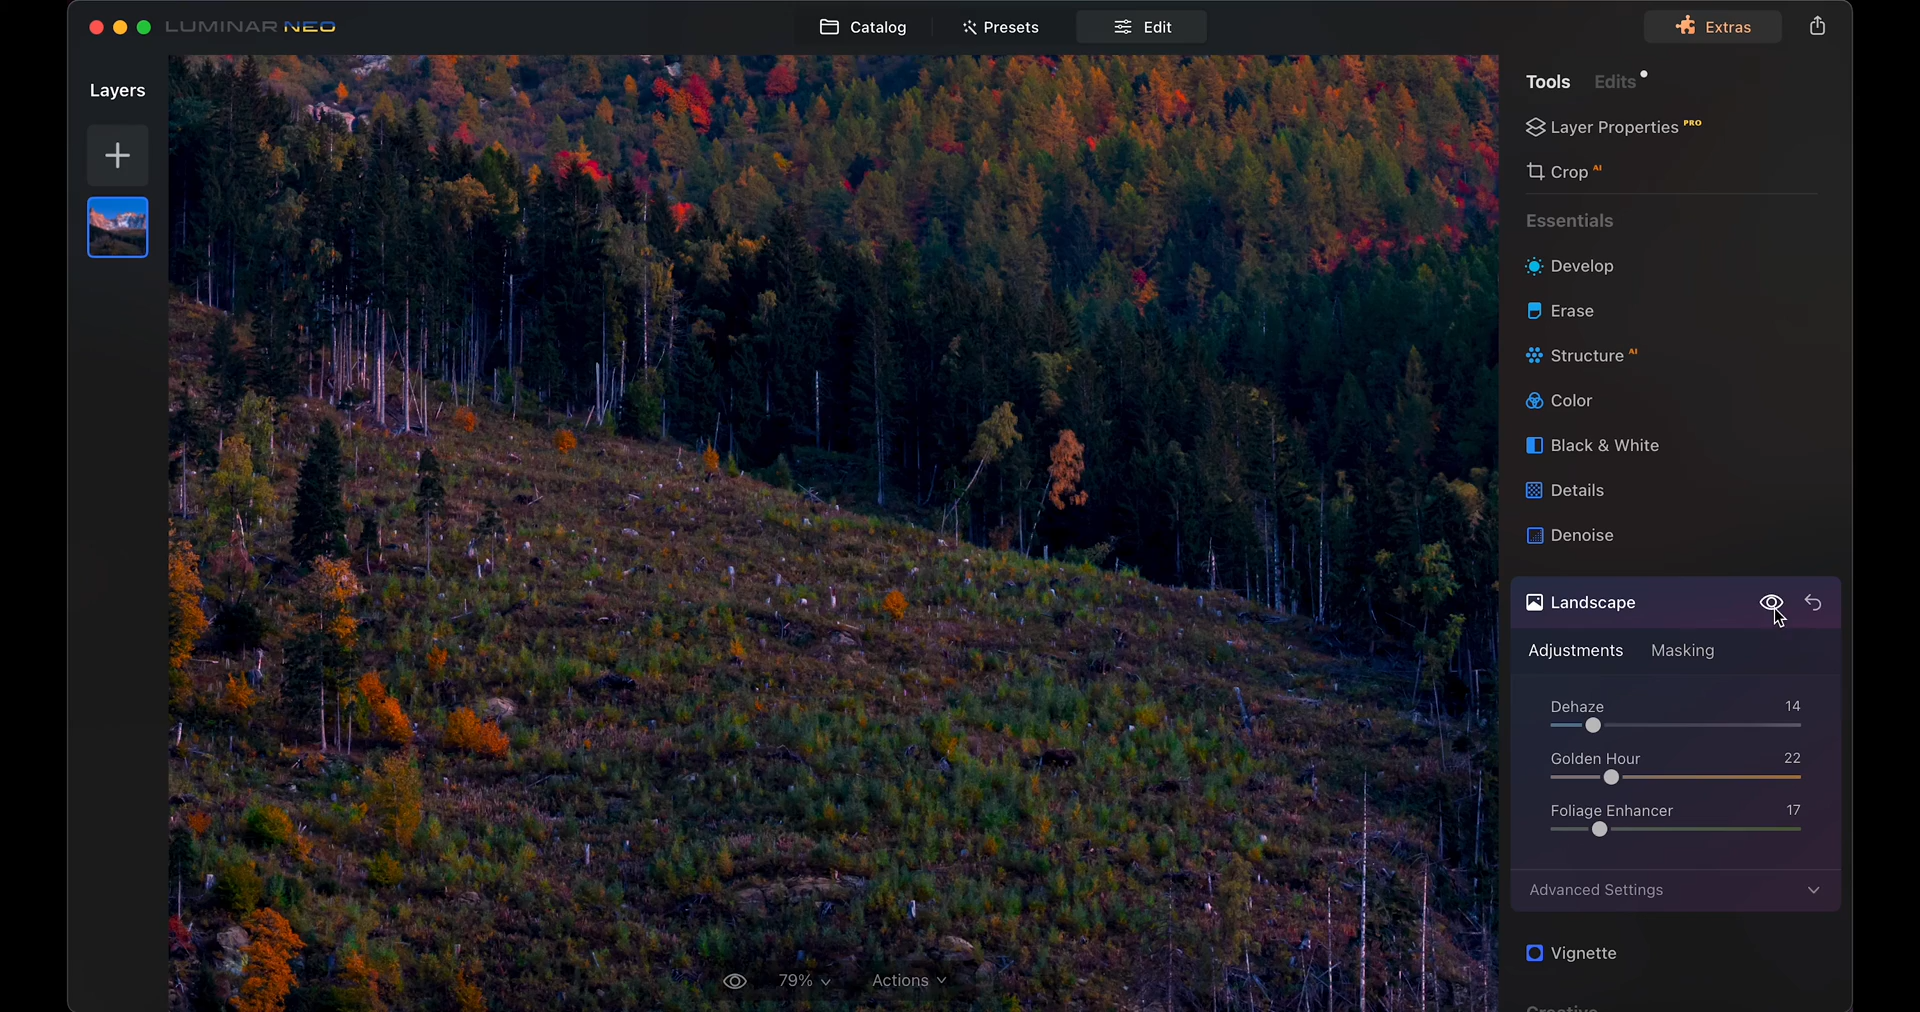 LUMINAR NEO
Catalog
Presets
Edit
Extras
Layers
Tools Edits
Layer Properties PRO
Crop AI
Essentials
Develop
Erase
Structure AI
Color
Black & White
Details
Denoise
Landscape
Adjustments Masking
Dehaze 14
Golden Hour 22
Foliage Enhancer 17
Advanced Settings
Vignette
79%
Actions